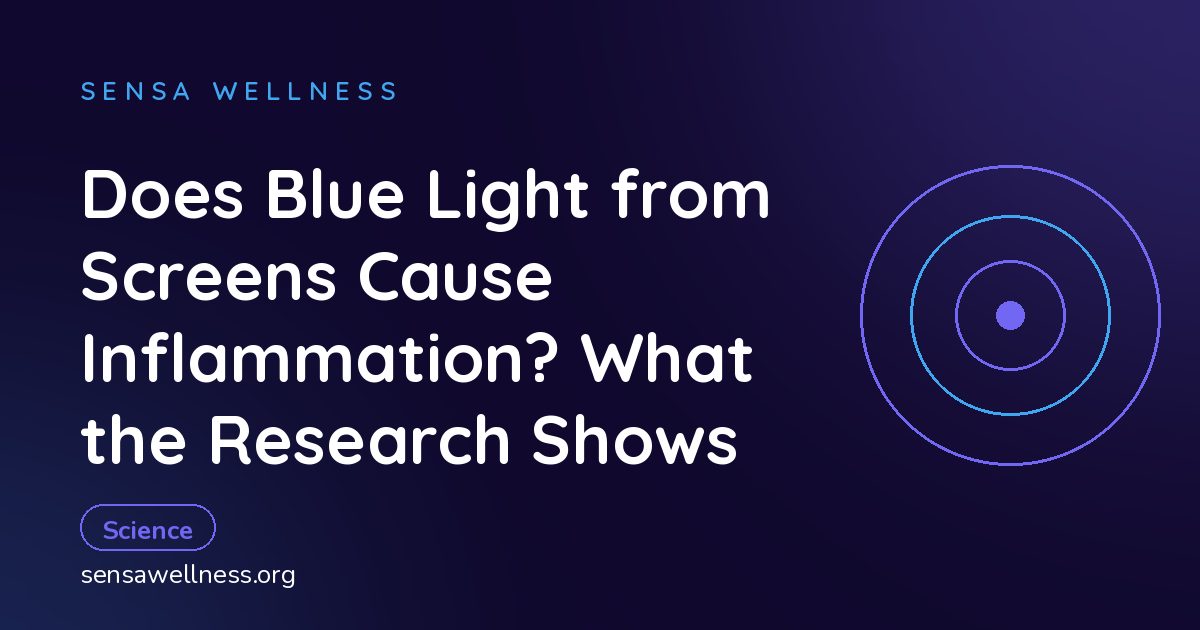 SENSA WELLNESS
Does Blue Light from
Screens Cause
Inflammation? What
the Research Shows
Science
sensawellness.org